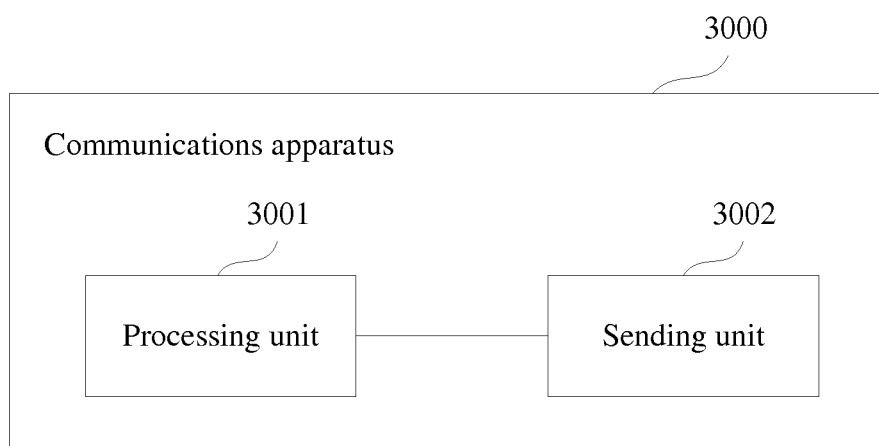 3000
Communications apparatus
3001
3002
Processing unit
Sending unit